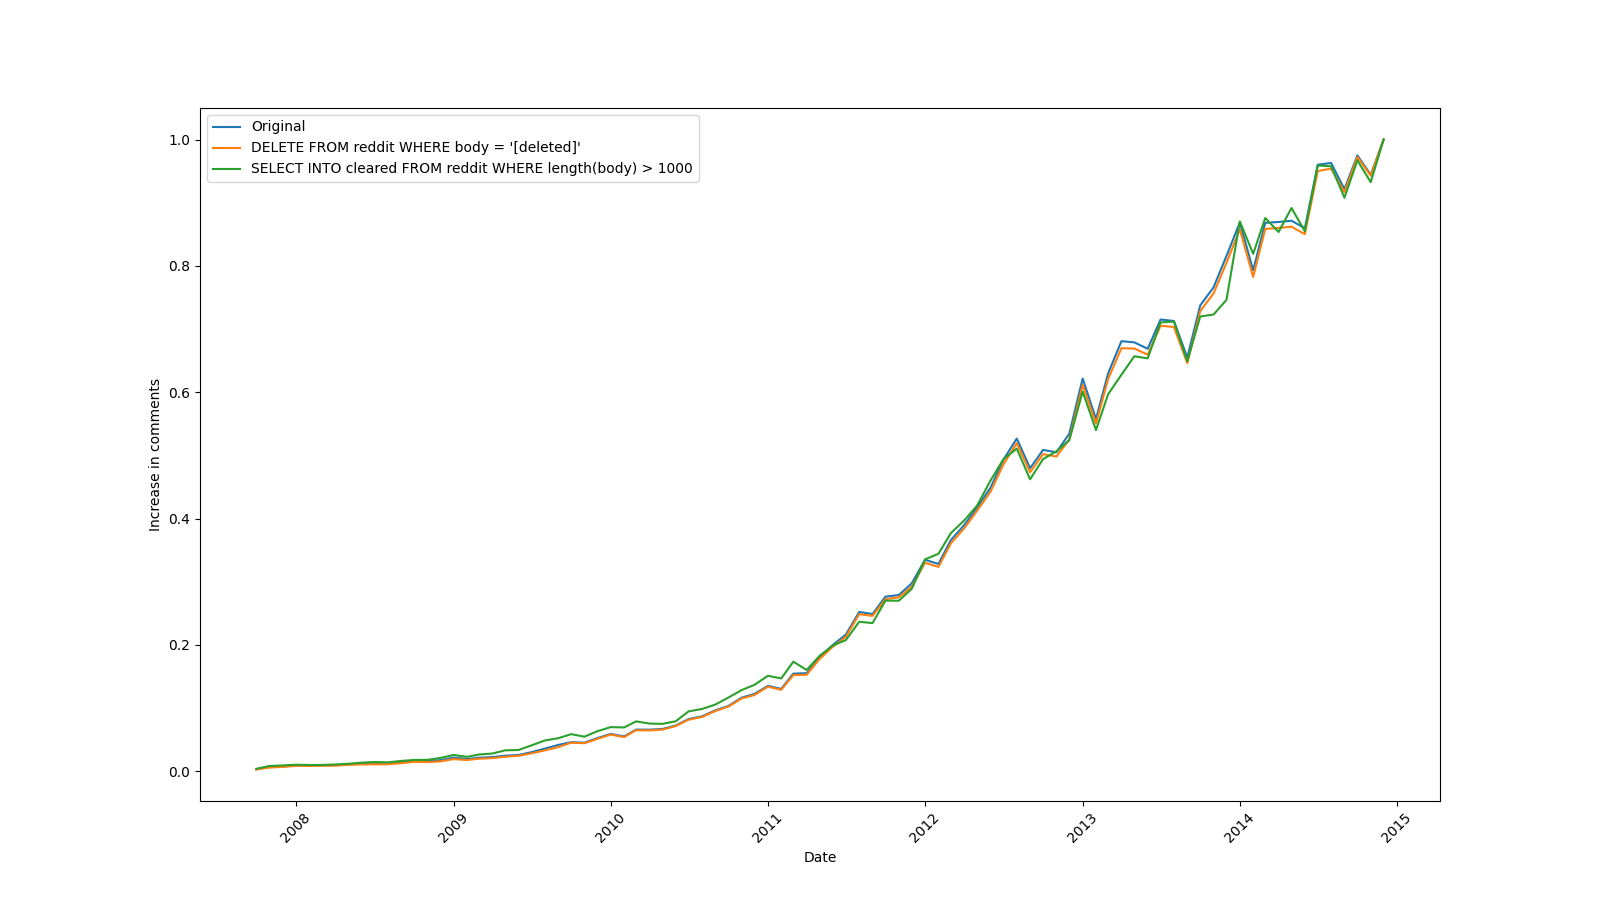 Original
DELETE FROM reddit WHERE body = '[deleted]'
SELECT INTO cleared FROM reddit WHERE length(body) > 1000
1.0
0.8
0.6
0.4
0.2
0.0
Increase in comments
2008 2009 2010 2011 2012 2013 2014 2015
Date